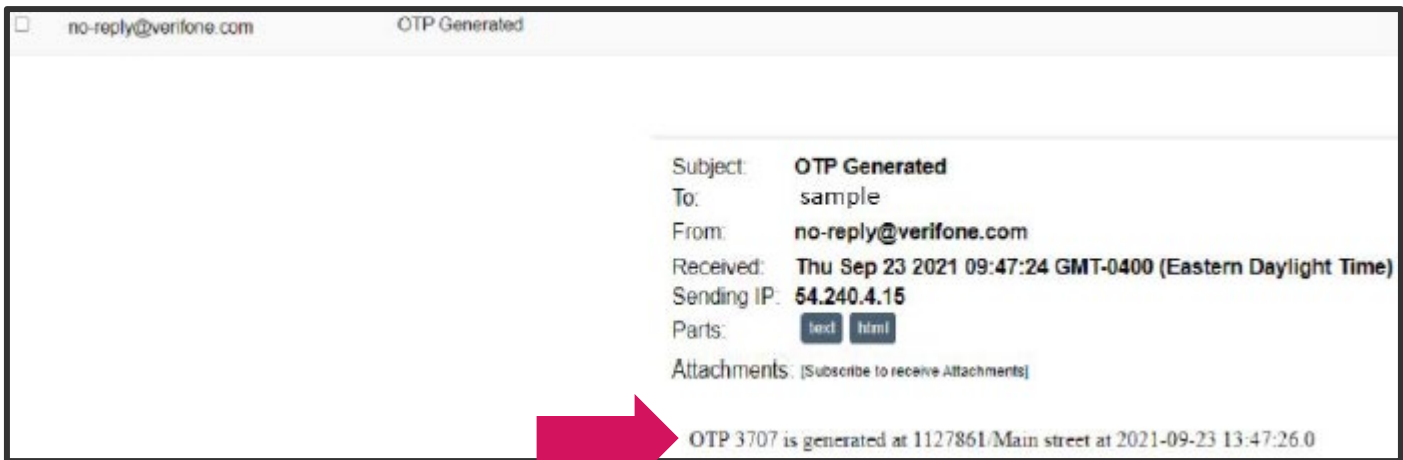 no-reply@verifone.com OTP Generated
Subject: OTP Generated
To: sample
From: no-reply@verifone.com
Received: Thu Sep 23 2021 09:47:24 GMT-0400 (Eastern Daylight Time)
Sending IP: 54.240.4.15
Parts: text html
Attachments: [Subscribe to receive Attachments]
OTP 3707 is generated at 1127861/Main street at 2021-09-23 13:47:26.0